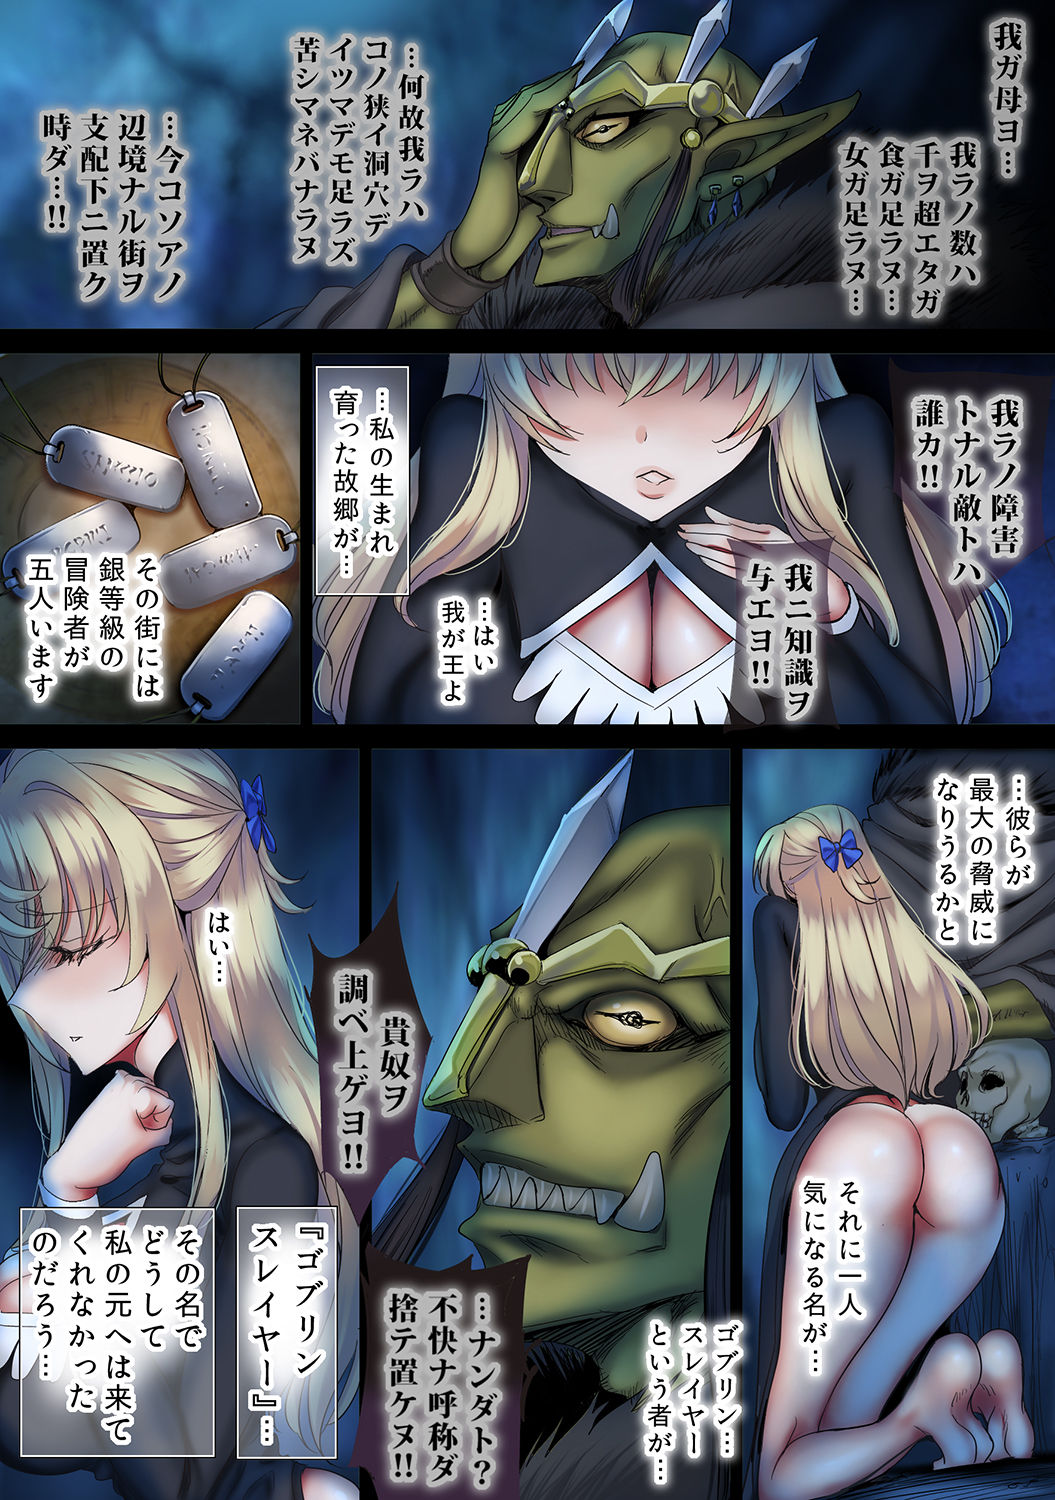 我ガ母ヨ…
我ラノ数ハ
千ヲ超エタガ
食ガ足ラヌ…
女ガ足ラヌ…
…何故我ラハ
コノ狭イ洞穴デ
イツマデモ足ラズ
苦シマネバナラヌ
…今コソアノ
辺境ナル街ヲ
支配下ニ置ク
時ダ…!!
我ラノ障害
トナル敵トハ
誰カ!!
我ニ知識ヲ
与エヨ!!
…はい
我が王よ
…私の生まれ
育った故郷が…
その街には
銀等級の
冒険者が
五人います
…彼らが
最大の脅威に
なりうるかと
それに一人
気になる名が…
ゴブリン…
スレイヤー
という者が…
…ナンダト?
不快ナ呼称ダ
捨テ置ケヌ!!
貴奴ヲ
調ベ上ゲヨ!!
はい…
『ゴブリン
スレイヤー』…
その名で
どうして
私の元へは来て
くれなかった
のだろう…